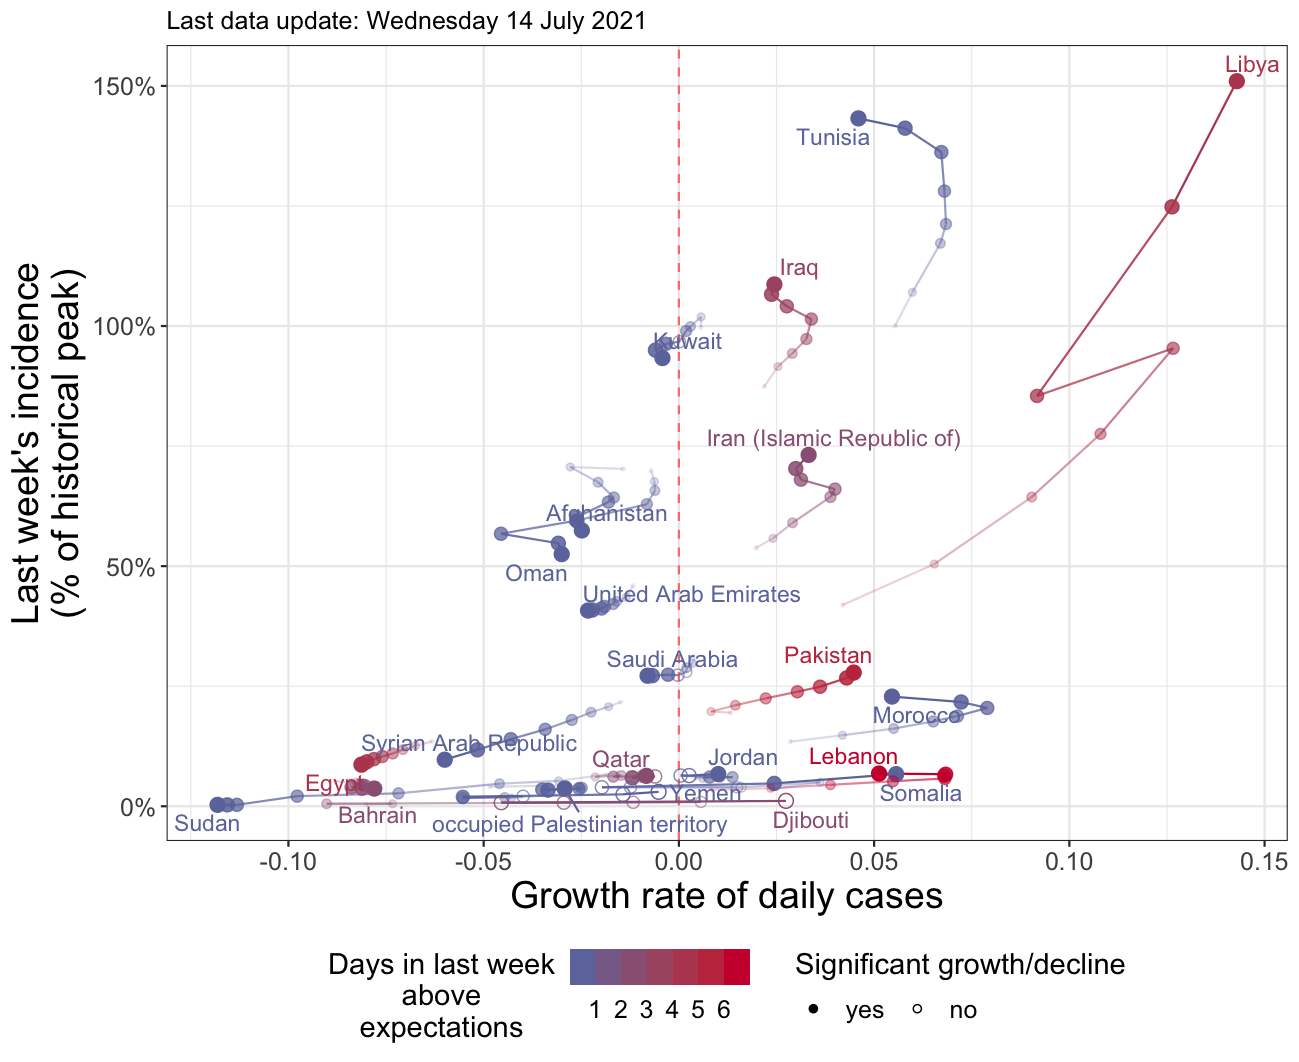 Last data update: Wednesday 14 July 2021
Last week's incidence
(% of historical peak)
150%
100%
50%
0%
Libya
Tunisia
Iraq
Kuwait
Iran (Islamic Republic of)
Afghanistan
Oman
United Arab Emirates
Saudi Arabia
Pakistan
Morocco
Syrian Arab Republic
Qatar
Jordan
Lebanon
Egypt
Yemen
Somalia
Sudan
Bahrain
occupied Palestinian territory
Djibouti
-0.10
-0.05
0.00
0.05
0.10
0.15
Growth rate of daily cases
Days in last week
above
expectations
1 2 3 4 5 6
Significant growth/decline
yes
no